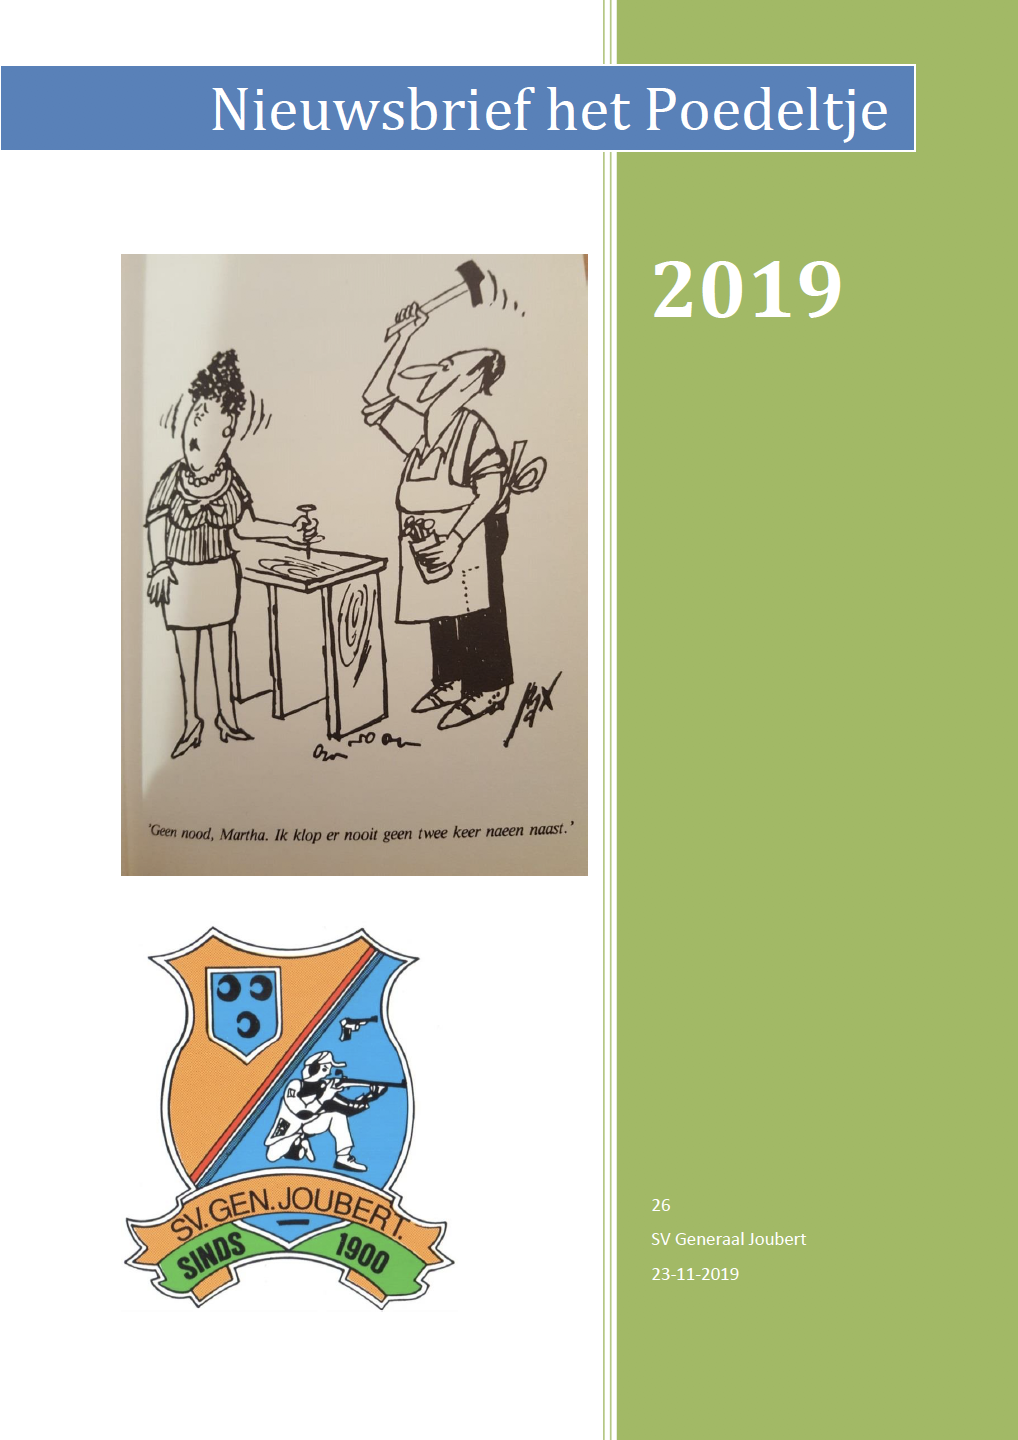 Nieuwsbrief het Poedeltje
2019
'Geen nood, Martha. Ik klop er nooit geen twee keer naeen naast.'
SV. GEN. JOUBERT.
SINDS 1900
26
SV Generaal Joubert
23-11-2019